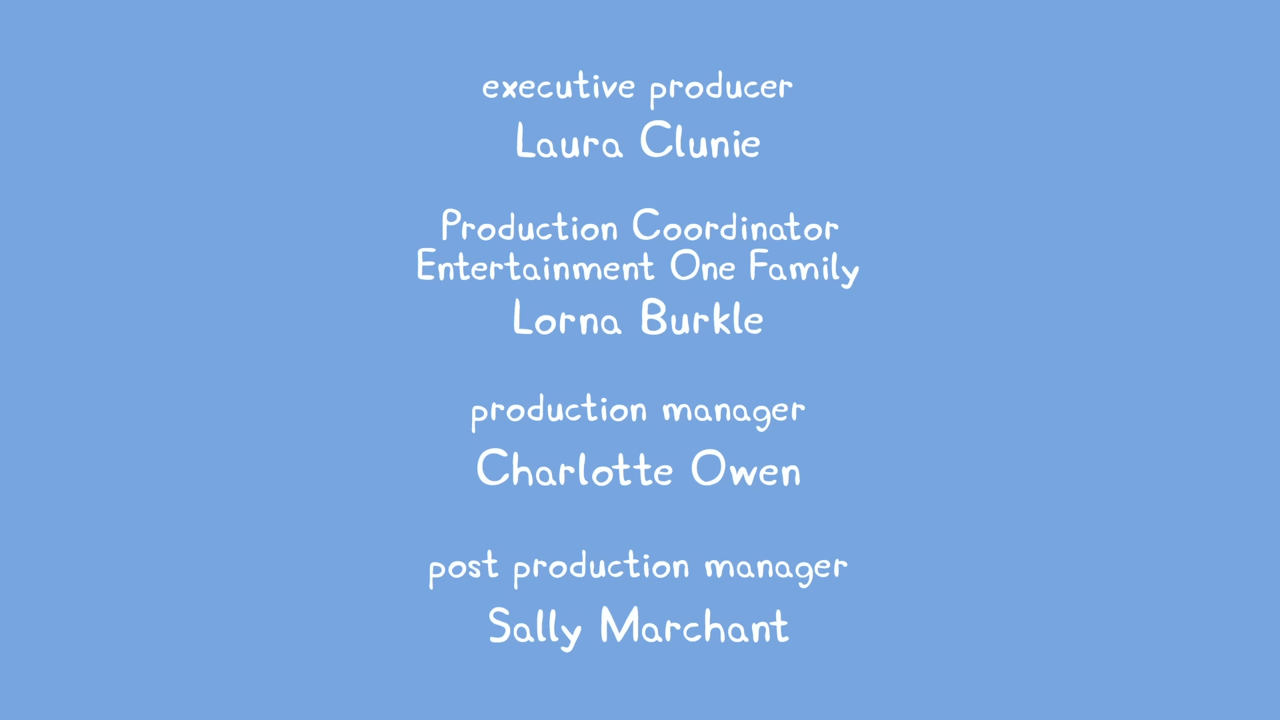 executive producer
Laura Clunie
Production Coordinator
Entertainment One Family
Lorna Burkle
production manager
Charlotte Owen
post production manager
Sally Marchant